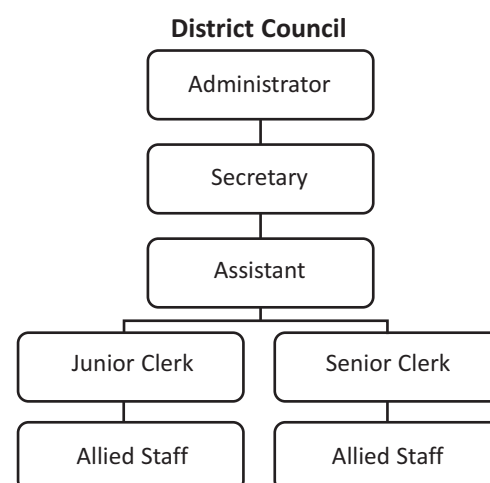 District Council
Administrator
Secretary
Assistant
Junior Clerk
Senior Clerk
Allied Staff
Allied Staff